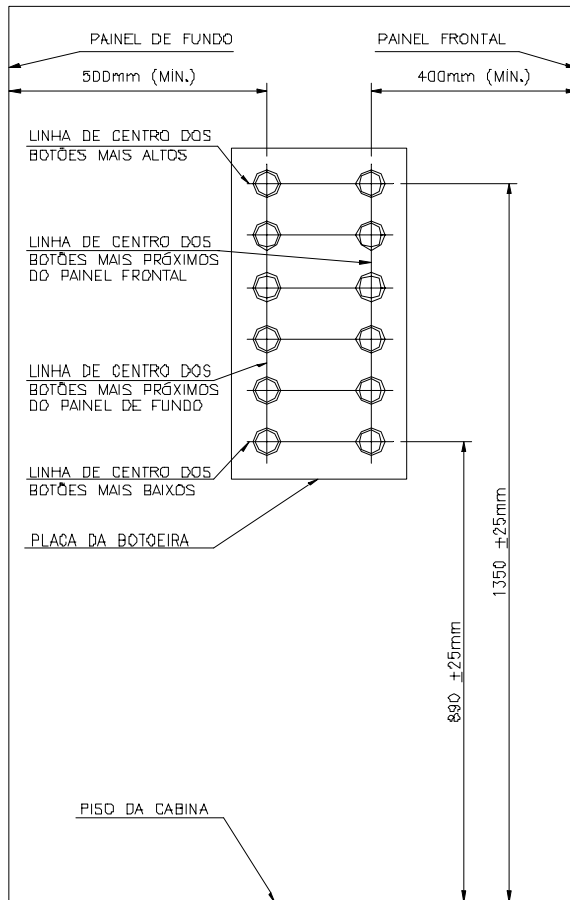 PAINEL DE FUNDO
PAINEL FRONTAL
500mm (MÍN.)
400mm (MÍN.)
LINHA DE CENTRO DOS
BOTÕES MAIS ALTOS
LINHA DE CENTRO DOS
BOTÕES MAIS PRÓXIMOS
DO PAINEL FRONTAL
LINHA DE CENTRO DOS
BOTÕES MAIS PRÓXIMOS
DO PAINEL DE FUNDO
LINHA DE CENTRO DOS
BOTÕES MAIS BAIXOS
PLACA DA BOTOEIRA
1350 ±25mm
890 ±25mm
PISO DA CABINA